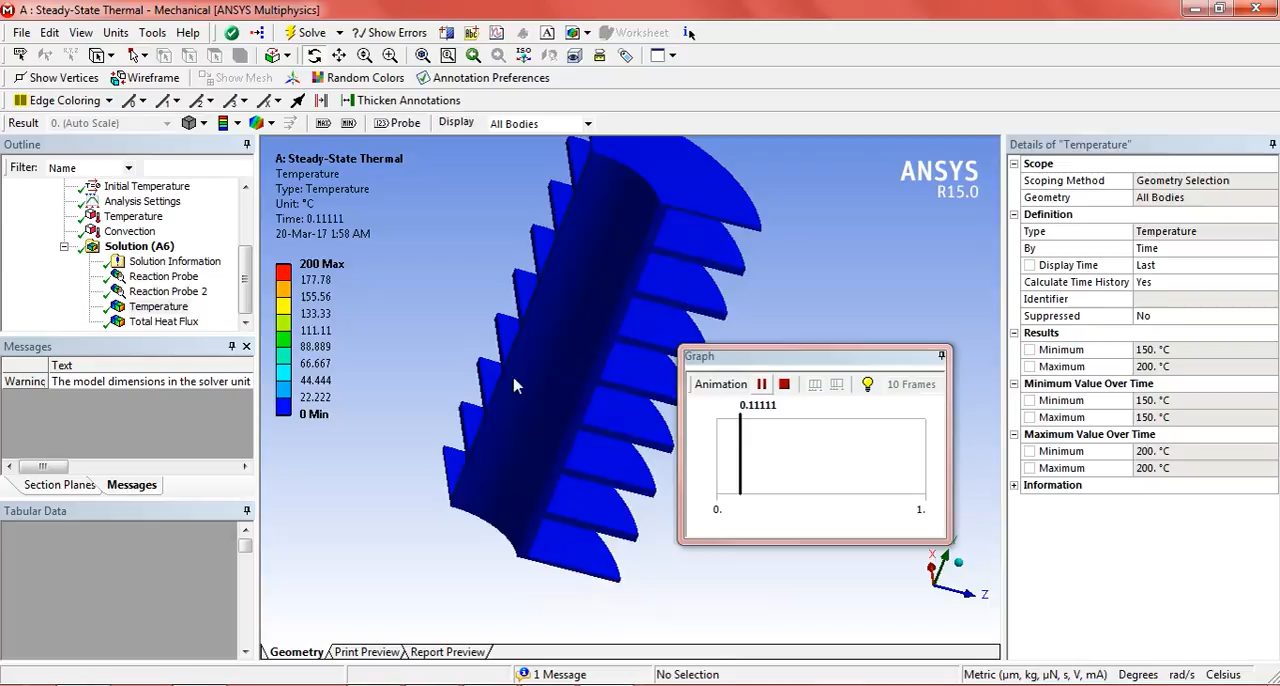 A : Steady-State Thermal - Mechanical [ANSYS Multiphysics]
File Edit View Units Tools Help Solve ?/Show Errors Worksheet
Show Vertices Wireframe Show Mesh Random Colors Annotation Preferences
Edge Coloring Thicken Annotations
Result 0. (Auto Scale) MAX MIN Probe Display All Bodies
Outline
Filter: Name
Initial Temperature
Analysis Settings
Temperature
Convection
Solution (A6)
Solution Information
Reaction Probe
Reaction Probe 2
Temperature
Total Heat Flux
Messages
Text
Warninc The model dimensions in the solver unit
Section Planes Messages
Tabular Data
A: Steady-State Thermal
Temperature
Type: Temperature
Unit: °C
Time: 0.11111
20-Mar-17 1:58 AM
200 Max
177.78
155.56
133.33
111.11
88.889
66.667
44.444
22.222
0 Min
ANSYS
R15.0
Graph
Animation 10 Frames
0.11111
0. 1.
X
Z
Geometry Print Preview Report Preview
Details of "Temperature"
Scope
Scoping Method Geometry Selection
Geometry All Bodies
Definition
Type Temperature
By Time
Display Time Last
Calculate Time History Yes
Identifier
Suppressed No
Results
Minimum 150. °C
Maximum 200. °C
Minimum Value Over Time
Minimum 150. °C
Maximum 150. °C
Maximum Value Over Time
Minimum 200. °C
Maximum 200. °C
Information
1 Message No Selection Metric (µm, kg, µN, s, V, mA) Degrees rad/s Celsius